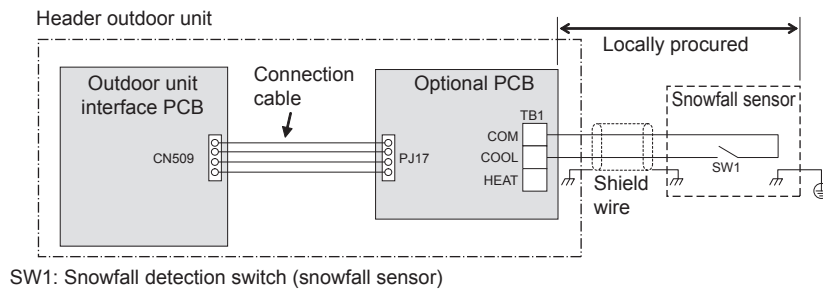 Header outdoor unit
Locally procured
Outdoor unit
interface PCB
Connection
cable
Optional PCB
Snowfall sensor
TB1
COM
CN509
PJ17
COOL
SW1
HEAT
Shield
wire
SW1: Snowfall detection switch (snowfall sensor)